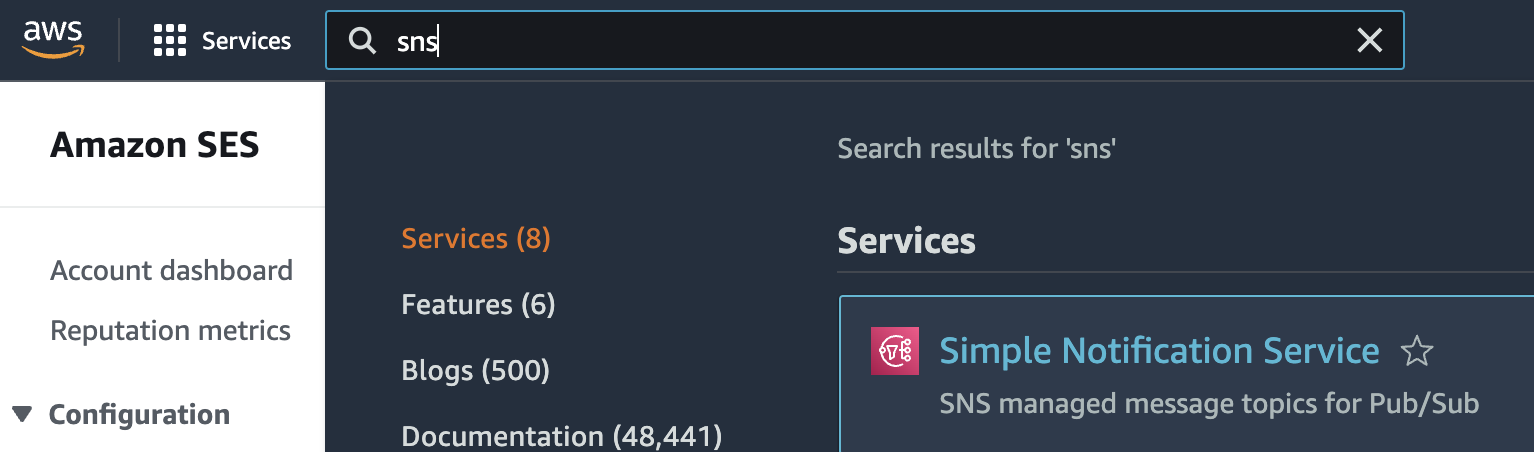 aws
Services
sns
Amazon SES
Account dashboard
Reputation metrics
Configuration
Services (8)
Features (6)
Blogs (500)
Documentation (48,441)
Search results for 'sns'
Services
Simple Notification Service
SNS managed message topics for Pub/Sub